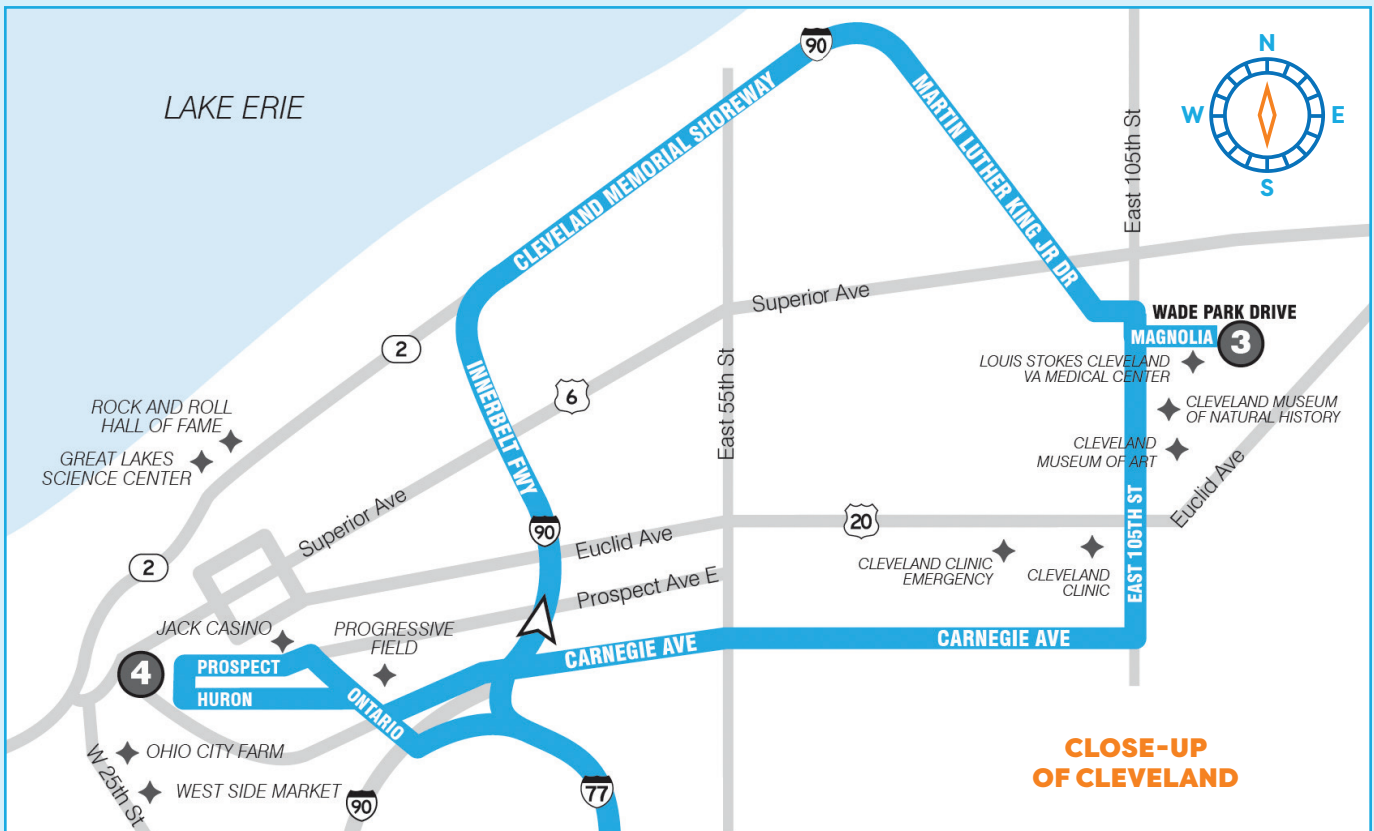 LAKE ERIE
N
W
E
S
90
CLEVELAND MEMORIAL SHOREWAY
MARTIN LUTHER KING JR DR
East 105th St
Superior Ave
WADE PARK DRIVE
MAGNOLIA
3
LOUIS STOKES CLEVELAND
VA MEDICAL CENTER
CLEVELAND MUSEUM
OF NATURAL HISTORY
CLEVELAND
MUSEUM OF ART
2
INNERBELT FWY
6
East 55th St
ROCK AND ROLL
HALL OF FAME
GREAT LAKES
SCIENCE CENTER
Superior Ave
90
Euclid Ave
20
Euclid Ave
EAST 105TH ST
CLEVELAND CLINIC
EMERGENCY
CLEVELAND
CLINIC
2
Prospect Ave E
JACK CASINO
PROGRESSIVE
FIELD
CARNEGIE AVE
CARNEGIE AVE
4
PROSPECT
HURON
ONTARIO
OHIO CITY FARM
W 25th St
WEST SIDE MARKET
90
77
CLOSE-UP
OF CLEVELAND